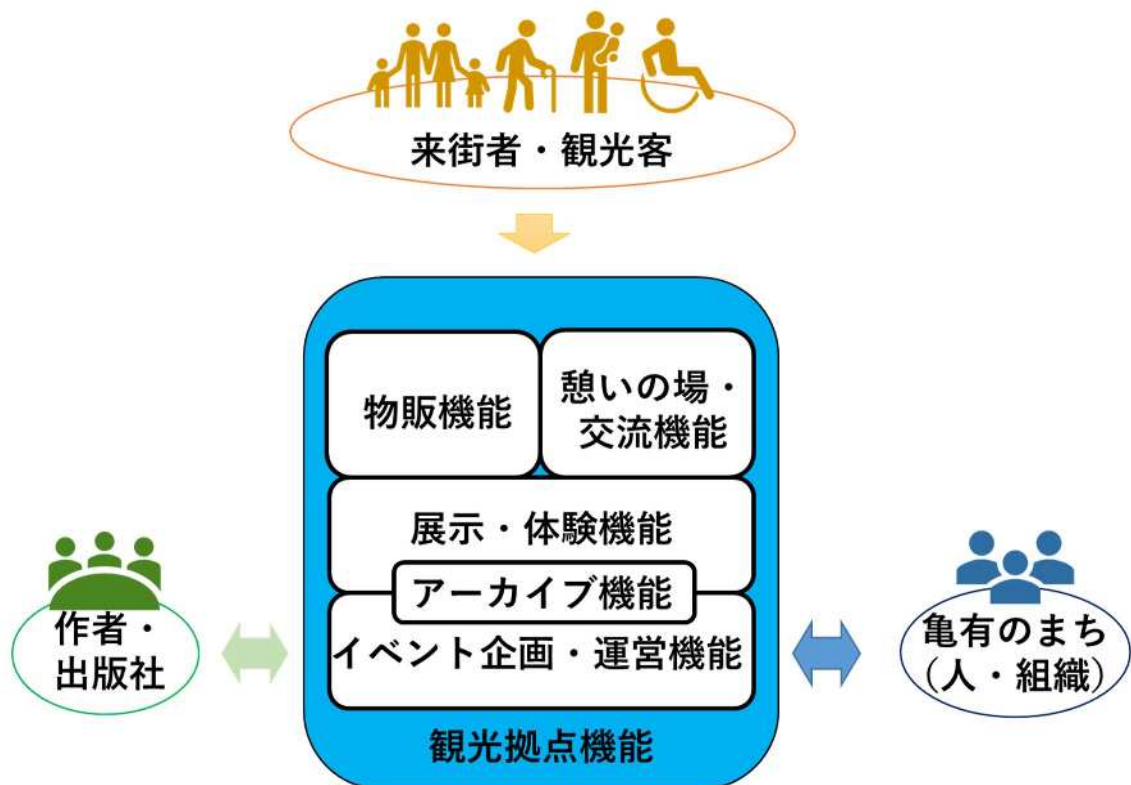 来街者・観光客
物販機能
憩いの場・
交流機能
展示・体験機能
アーカイブ機能
イベント企画・運営機能
観光拠点機能
作者・
出版社
亀有のまち
(人・組織)